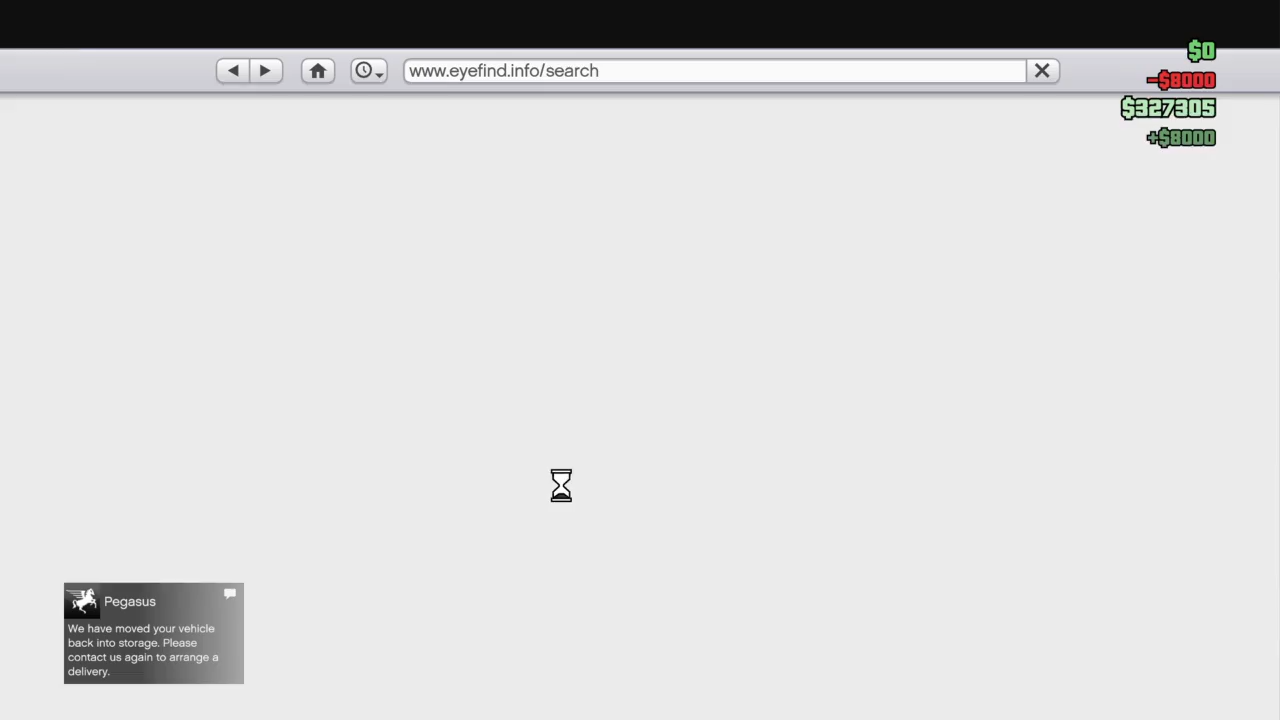 www.eyefind.info/search
$0
-$8000
$327305
+$8000
Pegasus
We have moved your vehicle
back into storage. Please
contact us again to arrange a
delivery.